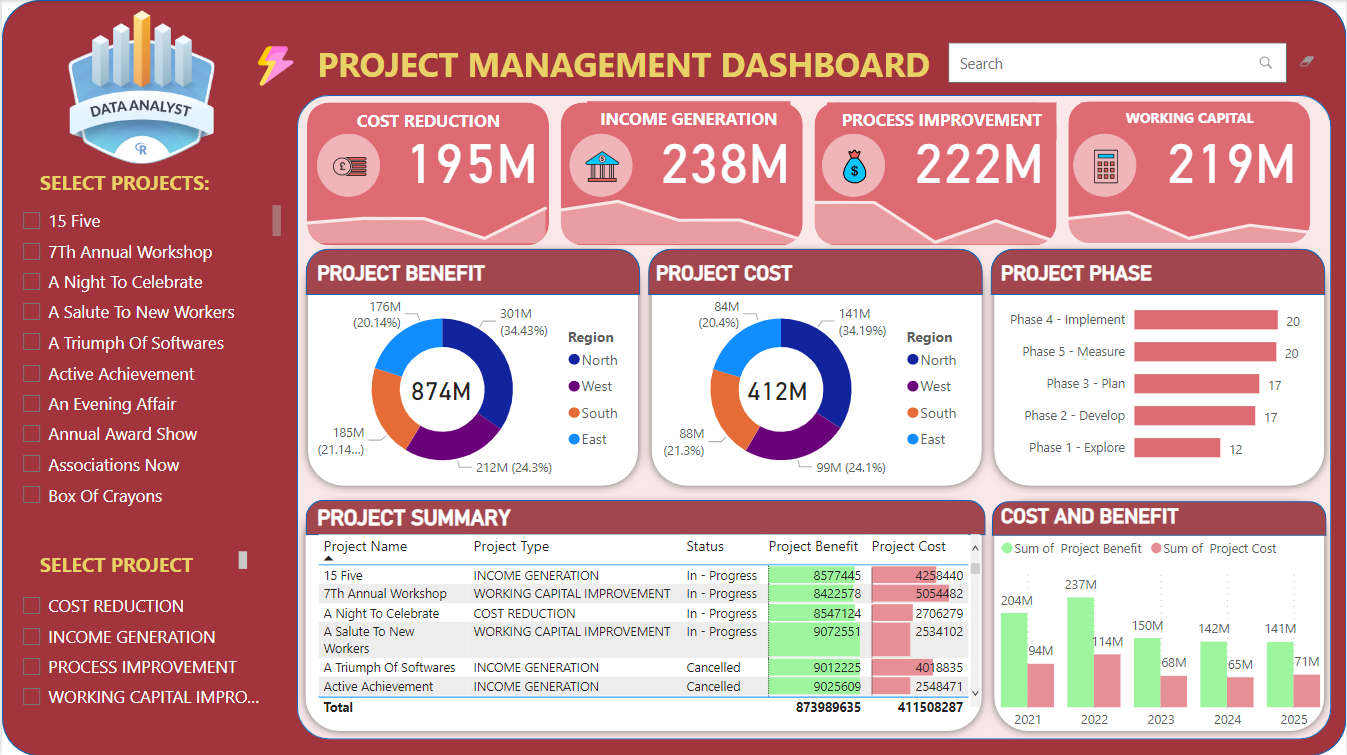 DATA ANALYST
R
PROJECT MANAGEMENT DASHBOARD
Search
SELECT PROJECTS:
15 Five
7Th Annual Workshop
A Night To Celebrate
A Salute To New Workers
A Triumph Of Softwares
Active Achievement
An Evening Affair
Annual Award Show
Associations Now
Box Of Crayons
SELECT PROJECT
COST REDUCTION
INCOME GENERATION
PROCESS IMPROVEMENT
WORKING CAPITAL IMPRO...
COST REDUCTION
£
195M
INCOME GENERATION
$
238M
PROCESS IMPROVEMENT
$
222M
WORKING CAPITAL
219M
PROJECT BENEFIT
176M
(20.14%)
301M
(34.43%)
874M
185M
(21.14...)
212M (24.3%)
Region
North
West
South
East
PROJECT COST
84M
(20.4%)
141M
(34.19%)
412M
88M
(21.3%)
99M (24.1%)
Region
North
West
South
East
PROJECT PHASE
Phase 4 - Implement 20
Phase 5 - Measure 20
Phase 3 - Plan 17
Phase 2 - Develop 17
Phase 1 - Explore 12
PROJECT SUMMARY
Project Name Project Type Status Project Benefit Project Cost
15 Five INCOME GENERATION In - Progress 8577445 4258440
7Th Annual Workshop WORKING CAPITAL IMPROVEMENT In - Progress 8422578 5054482
A Night To Celebrate COST REDUCTION In - Progress 8547124 2706279
A Salute To New WORKING CAPITAL IMPROVEMENT In - Progress 9072551 2534102
Workers
A Triumph Of Softwares INCOME GENERATION Cancelled 9012225 4018835
Active Achievement INCOME GENERATION Cancelled 9025609 2548471
Total 873989635 411508287
COST AND BENEFIT
Sum of Project Benefit Sum of Project Cost
204M 94M 237M 114M 150M 68M 142M 65M 141M 71M
2021 2022 2023 2024 2025